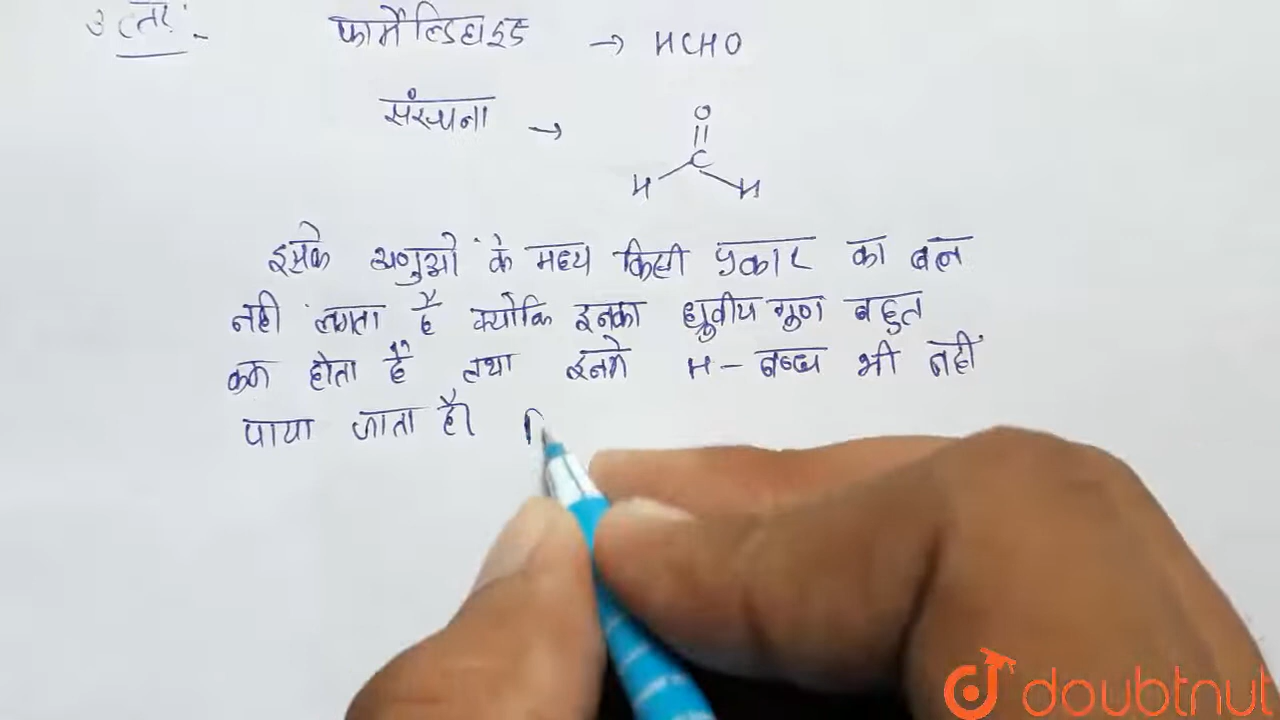 उत्तर:-
फार्मेल्डिहाइड → HCHO
संरचना →
O
C
H H
इसके अणुओं के मध्य किसी प्रकार का बल
नही लगता है क्योकि इनका ध्रुवीय गुण बहुत
कम होता है तथा इनमे H-बन्ध भी नहीं
पाया जाता है।
doubtnut